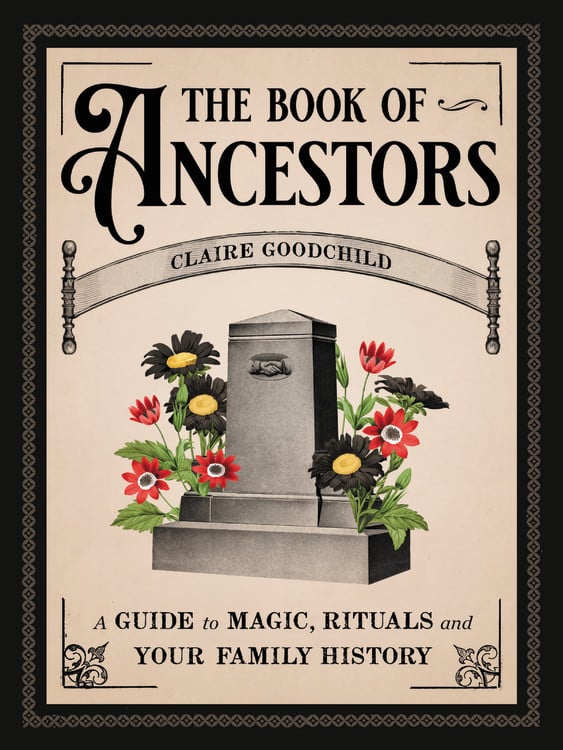 THE BOOK OF
ANCESTORS
CLAIRE GOODCHILD
A GUIDE to MAGIC, RITUALS and
YOUR FAMILY HISTORY